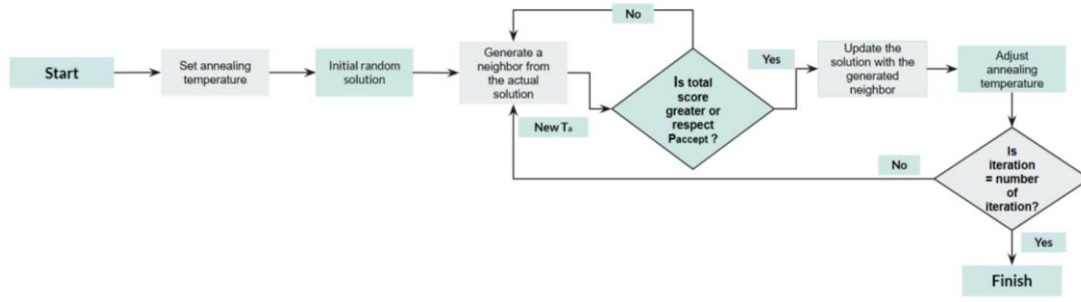 Start
Set annealing
temperature
Initial random
solution
Generate a
neighbor from
the actual
solution
No
Is total
score
greater or
respect
Paccept ?
Yes
Update the
solution with the
generated
neighbor
Adjust
annealing
temperature
New Ta
No
Is
iteration
= number
of
iteration?
Yes
Finish